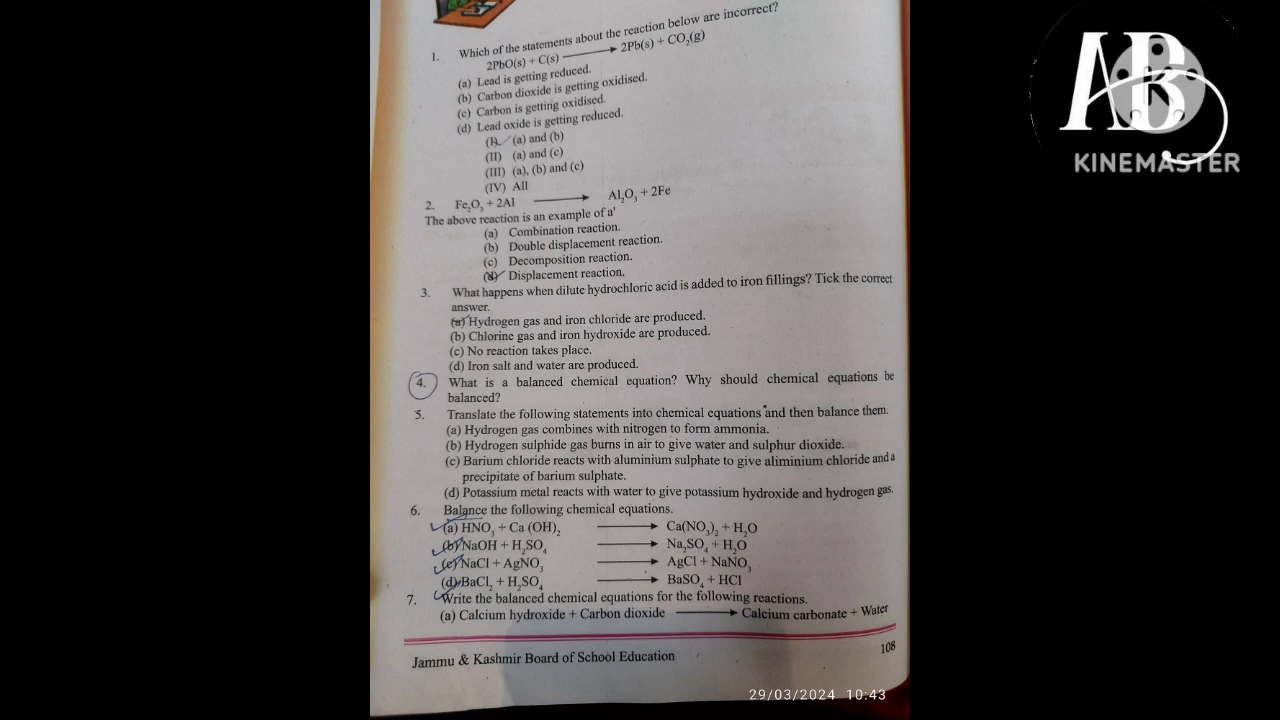 1. Which of the statements about the reaction below are incorrect?
2PbO(s) + C(s) ⟶ 2Pb(s) + CO₂(g)
(a) Lead is getting reduced.
(b) Carbon dioxide is getting oxidised.
(c) Carbon is getting oxidised.
(d) Lead oxide is getting reduced.
(I) (a) and (b)
(II) (a) and (c)
(III) (a), (b) and (c)
(IV) All
2. Fe₂O₃ + 2Al ⟶ Al₂O₃ + 2Fe
The above reaction is an example of a'
(a) Combination reaction.
(b) Double displacement reaction.
(c) Decomposition reaction.
(d) Displacement reaction.
3. What happens when dilute hydrochloric acid is added to iron fillings? Tick the correct
answer.
(a) Hydrogen gas and iron chloride are produced.
(b) Chlorine gas and iron hydroxide are produced.
(c) No reaction takes place.
(d) Iron salt and water are produced.
4. What is a balanced chemical equation? Why should chemical equations be
balanced?
5. Translate the following statements into chemical equations and then balance them.
(a) Hydrogen gas combines with nitrogen to form ammonia.
(b) Hydrogen sulphide gas burns in air to give water and sulphur dioxide.
(c) Barium chloride reacts with aluminium sulphate to give aliminium chloride and a
precipitate of barium sulphate.
(d) Potassium metal reacts with water to give potassium hydroxide and hydrogen gas.
6. Balance the following chemical equations.
(a) HNO₃ + Ca (OH)₂ ⟶ Ca(NO₃)₂ + H₂O
(b) NaOH + H₂SO₄ ⟶ Na₂SO₄ + H₂O
(c) NaCl + AgNO₃ ⟶ AgCl + NaNO₃
(d) BaCl₂ + H₂SO₄ ⟶ BaSO₄ + HCl
7. Write the balanced chemical equations for the following reactions.
(a) Calcium hydroxide + Carbon dioxide ⟶ Calcium carbonate + Water
Jammu & Kashmir Board of School Education 108
29/03/2024 10:43
AB
K
KINEMASTER